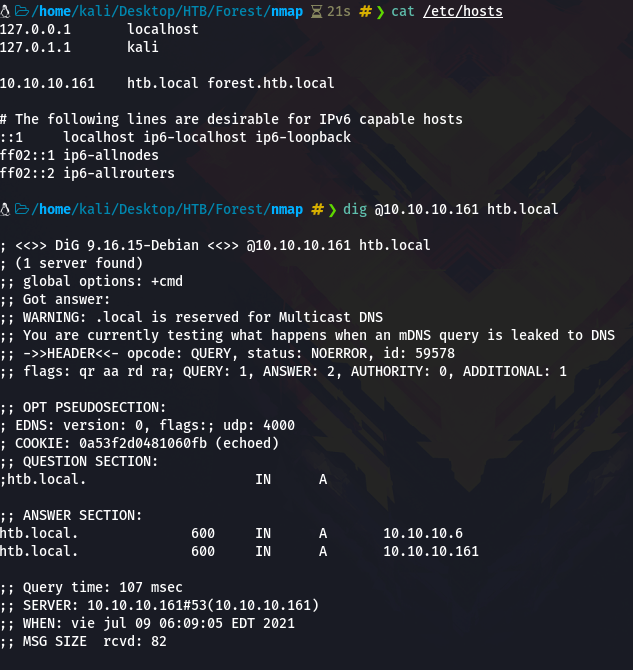 /home/kali/Desktop/HTB/Forest/nmap 21s # ❯ cat /etc/hosts
127.0.0.1       localhost
127.0.1.1       kali
10.10.10.161    htb.local forest.htb.local
# The following lines are desirable for IPv6 capable hosts
::1     localhost ip6-localhost ip6-loopback
ff02::1 ip6-allnodes
ff02::2 ip6-allrouters
/home/kali/Desktop/HTB/Forest/nmap # ❯ dig @10.10.10.161 htb.local
; <<>> DiG 9.16.15-Debian <<>> @10.10.10.161 htb.local
; (1 server found)
;; global options: +cmd
;; Got answer:
;; WARNING: .local is reserved for Multicast DNS
;; You are currently testing what happens when an mDNS query is leaked to DNS
;; ->>HEADER<<- opcode: QUERY, status: NOERROR, id: 59578
;; flags: qr aa rd ra; QUERY: 1, ANSWER: 2, AUTHORITY: 0, ADDITIONAL: 1
;; OPT PSEUDOSECTION:
; EDNS: version: 0, flags:; udp: 4000
; COOKIE: 0a53f2d0481060fb (echoed)
;; QUESTION SECTION:
;htb.local.                     IN      A
;; ANSWER SECTION:
htb.local.              600     IN      A       10.10.10.6
htb.local.              600     IN      A       10.10.10.161
;; Query time: 107 msec
;; SERVER: 10.10.10.161#53(10.10.10.161)
;; WHEN: vie jul 09 06:09:05 EDT 2021
;; MSG SIZE  rcvd: 82